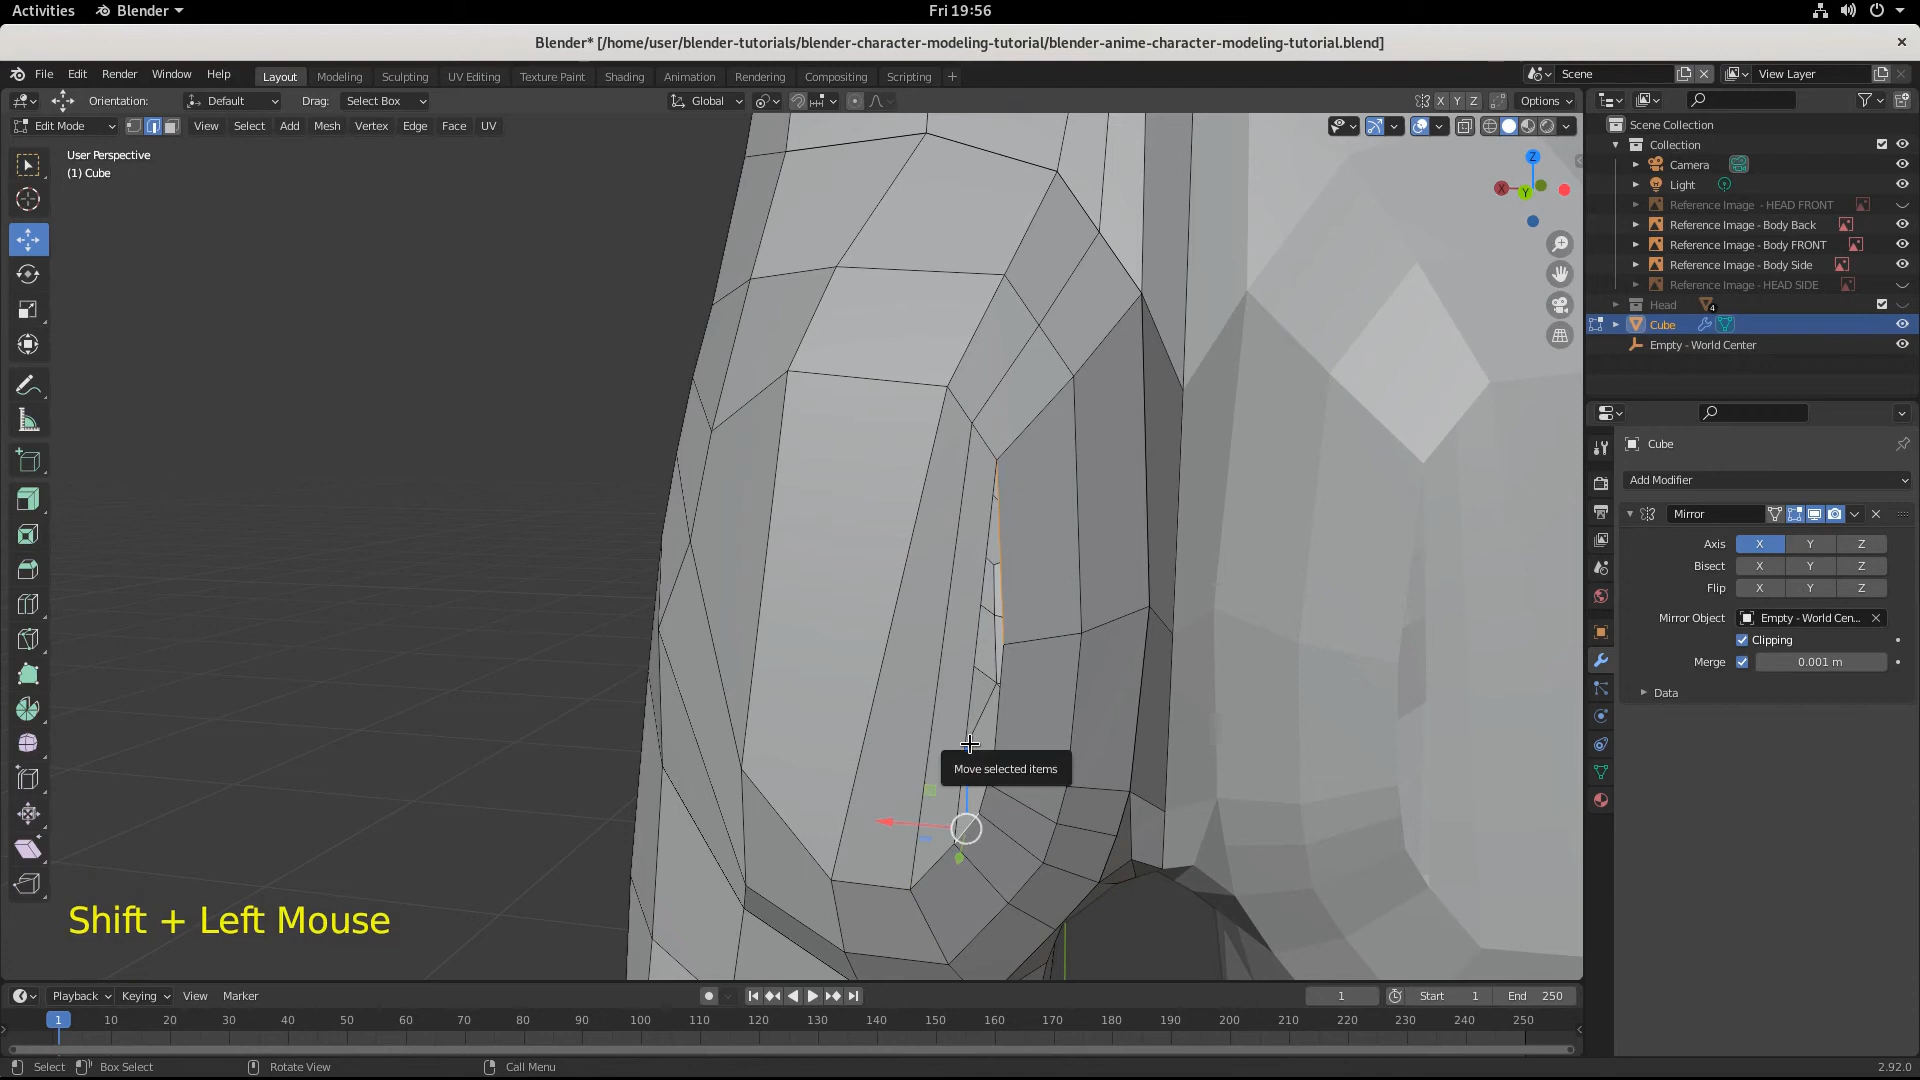 Activities Blender Fri 19:56
Blender* [/home/user/blender-tutorials/blender-character-modeling-tutorial/blender-anime-character-modeling-tutorial.blend]
File Edit Render Window Help Layout Modeling Sculpting UV Editing Texture Paint Shading Animation Rendering Compositing Scripting + Scene View Layer
Orientation: Default Drag: Select Box Global X Y Z Options
Edit Mode View Select Add Mesh Vertex Edge Face UV
User Perspective
(1) Cube
Z
X
Y
Scene Collection
Collection
Camera
Light
Reference Image - HEAD FRONT
Reference Image - Body Back
Reference Image - Body FRONT
Reference Image - Body Side
Reference Image - HEAD SIDE
Head 4
Cube
Empty - World Center
Cube
Add Modifier
Mirror
Axis X Y Z
Bisect X Y Z
Flip X Y Z
Mirror Object Empty - World Cen...
Clipping
Merge 0.001 m
Data
Move selected items
Shift + Left Mouse
Playback Keying View Marker 1 Start 1 End 250
1 10 20 30 40 50 60 70 80 90 100 110 120 130 140 150 160 170 180 190 200 210 220 230 240 250
Select Box Select Rotate View Call Menu 2.92.0